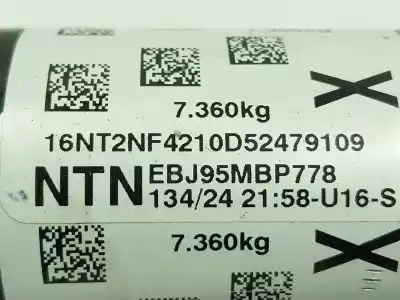 7.360kg
X
16NT2NF4210D52479109
NTN EBJ95MBP778
134/24 21:58-U16-S
7.360kg
X